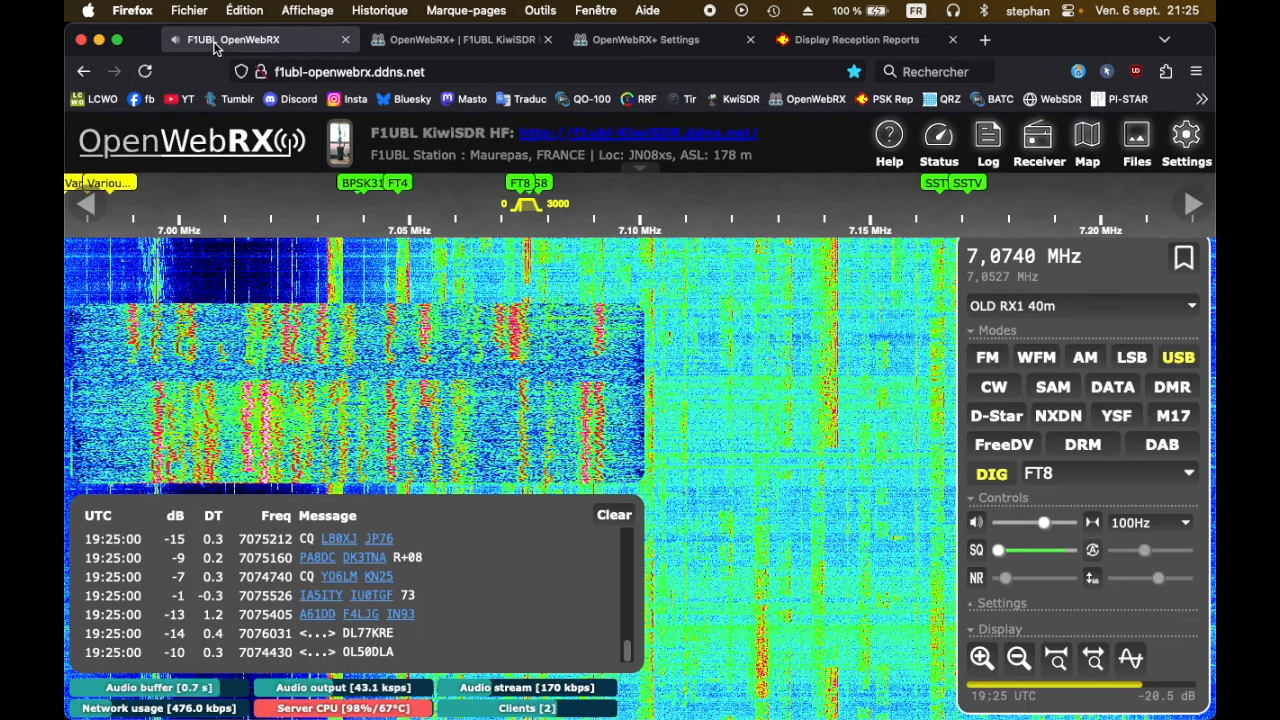 Firefox Fichier Édition Affichage Historique Marque-pages Outils Fenêtre Aide 100 % FR stephan Ven. 6 sept. 21:25
F1UBL OpenWebRX OpenWebRX+ | F1UBL KiwiSDR OpenWebRX+ Settings Display Reception Reports
f1ubl-openwebrx.ddns.net Rechercher
LCWO fb YT Tumblr Discord Insta Bluesky Masto Traduc QO-100 RRF Tir KwiSDR OpenWebRX PSK Rep QRZ BATC WebSDR PI-STAR
OpenWebRX
F1UBL KiwiSDR HF: http://f1ubl-kiwisdr.ddns.net/
F1UBL Station : Maurepas, FRANCE | Loc: JN08xs, ASL: 178 m
Help Status Log Receiver Map Files Settings
Var Variou... BPSK31 FT4 FT8 S8 SST SSTV
0 3000
7.00 MHz 7.05 MHz 7.10 MHz 7.15 MHz 7.20 MHz
7,0740 MHz
7,0527 MHz
OLD RX1 40m
Modes
FM WFM AM LSB USB
CW SAM DATA DMR
D-Star NXDN YSF M17
FreeDV DRM DAB
DIG FT8
Controls
100Hz
SQ
NR
Settings
Display
19:25 UTC -20.5 dB
UTC dB DT Freq Message Clear
19:25:00 -15 0.3 7075212 CQ LB0XJ JP76
19:25:00 -9 0.2 7075160 PA8DC DK3TNA R+08
19:25:00 -7 0.3 7074740 CQ YO6LM KN25
19:25:00 -1 -0.3 7075526 IA5ITY IU0TGF 73
19:25:00 -13 1.2 7075405 A61DD F4LJG IN93
19:25:00 -14 0.4 7076031 <...> DL77KRE
19:25:00 -10 0.3 7074430 <...> OL50DLA
Audio buffer [0.7 s] Audio output [43.1 ksps] Audio stream [170 kbps]
Network usage [476.0 kbps] Server CPU [98%/67°C] Clients [2]